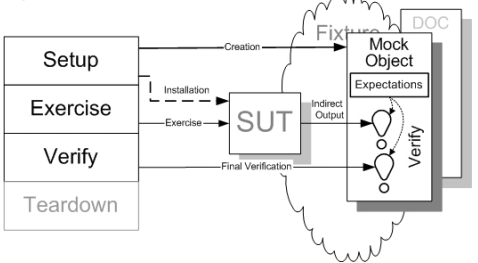 Fixture
DOC
Mock
Object
Setup
Creation
Expectations
Installation
Exercise
Exercise
SUT
Indirect
Output
Verify
Verify
Final Verification
Teardown